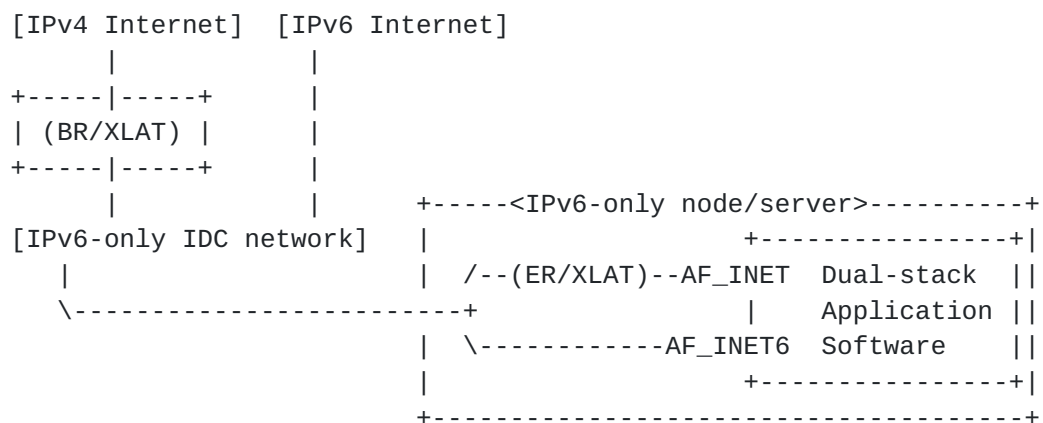 [IPv4 Internet]  [IPv6 Internet]
      |             |
+-----|-----+       |
| (BR/XLAT) |       |
+-----|-----+       |
      |             |      +-----<IPv6-only node/server>----------+
[IPv6-only IDC network]    |                    +----------------+|
   |                       |  /--(ER/XLAT)--AF_INET  Dual-stack  ||
   \-------------------------+                  |    Application ||
                           |  \------------AF_INET6  Software    ||
                           |                    +----------------+|
                           +--------------------------------------+